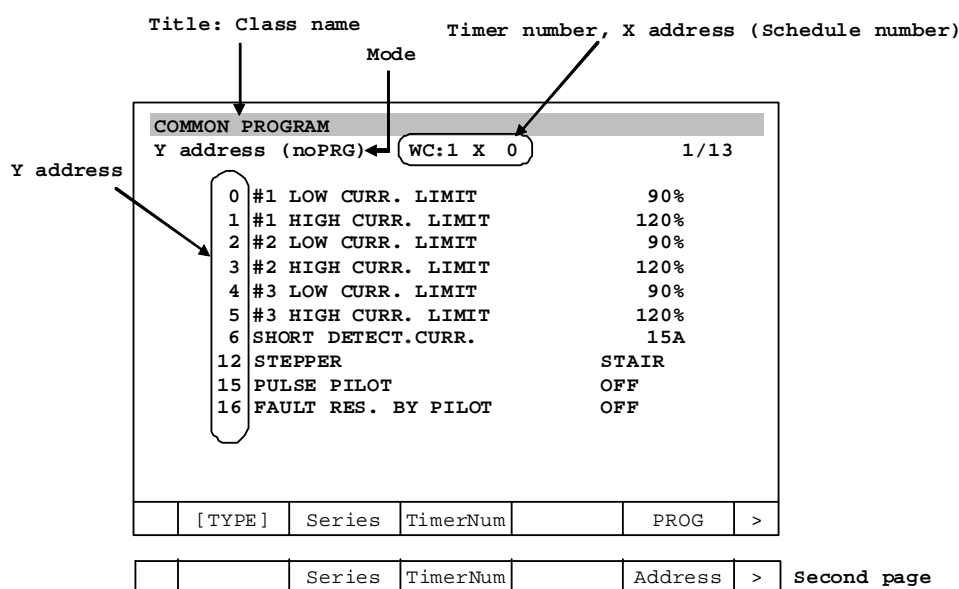 Title: Class name
Timer number, X address (Schedule number)
Mode
COMMON PROGRAM
Y address (noPRG) WC:1 X 0 1/13
Y address
0 #1 LOW CURR. LIMIT 90%
1 #1 HIGH CURR. LIMIT 120%
2 #2 LOW CURR. LIMIT 90%
3 #2 HIGH CURR. LIMIT 120%
4 #3 LOW CURR. LIMIT 90%
5 #3 HIGH CURR. LIMIT 120%
6 SHORT DETECT.CURR. 15A
12 STEPPER STAIR
15 PULSE PILOT OFF
16 FAULT RES. BY PILOT OFF
[TYPE] Series TimerNum PROG >
Series TimerNum Address > Second page